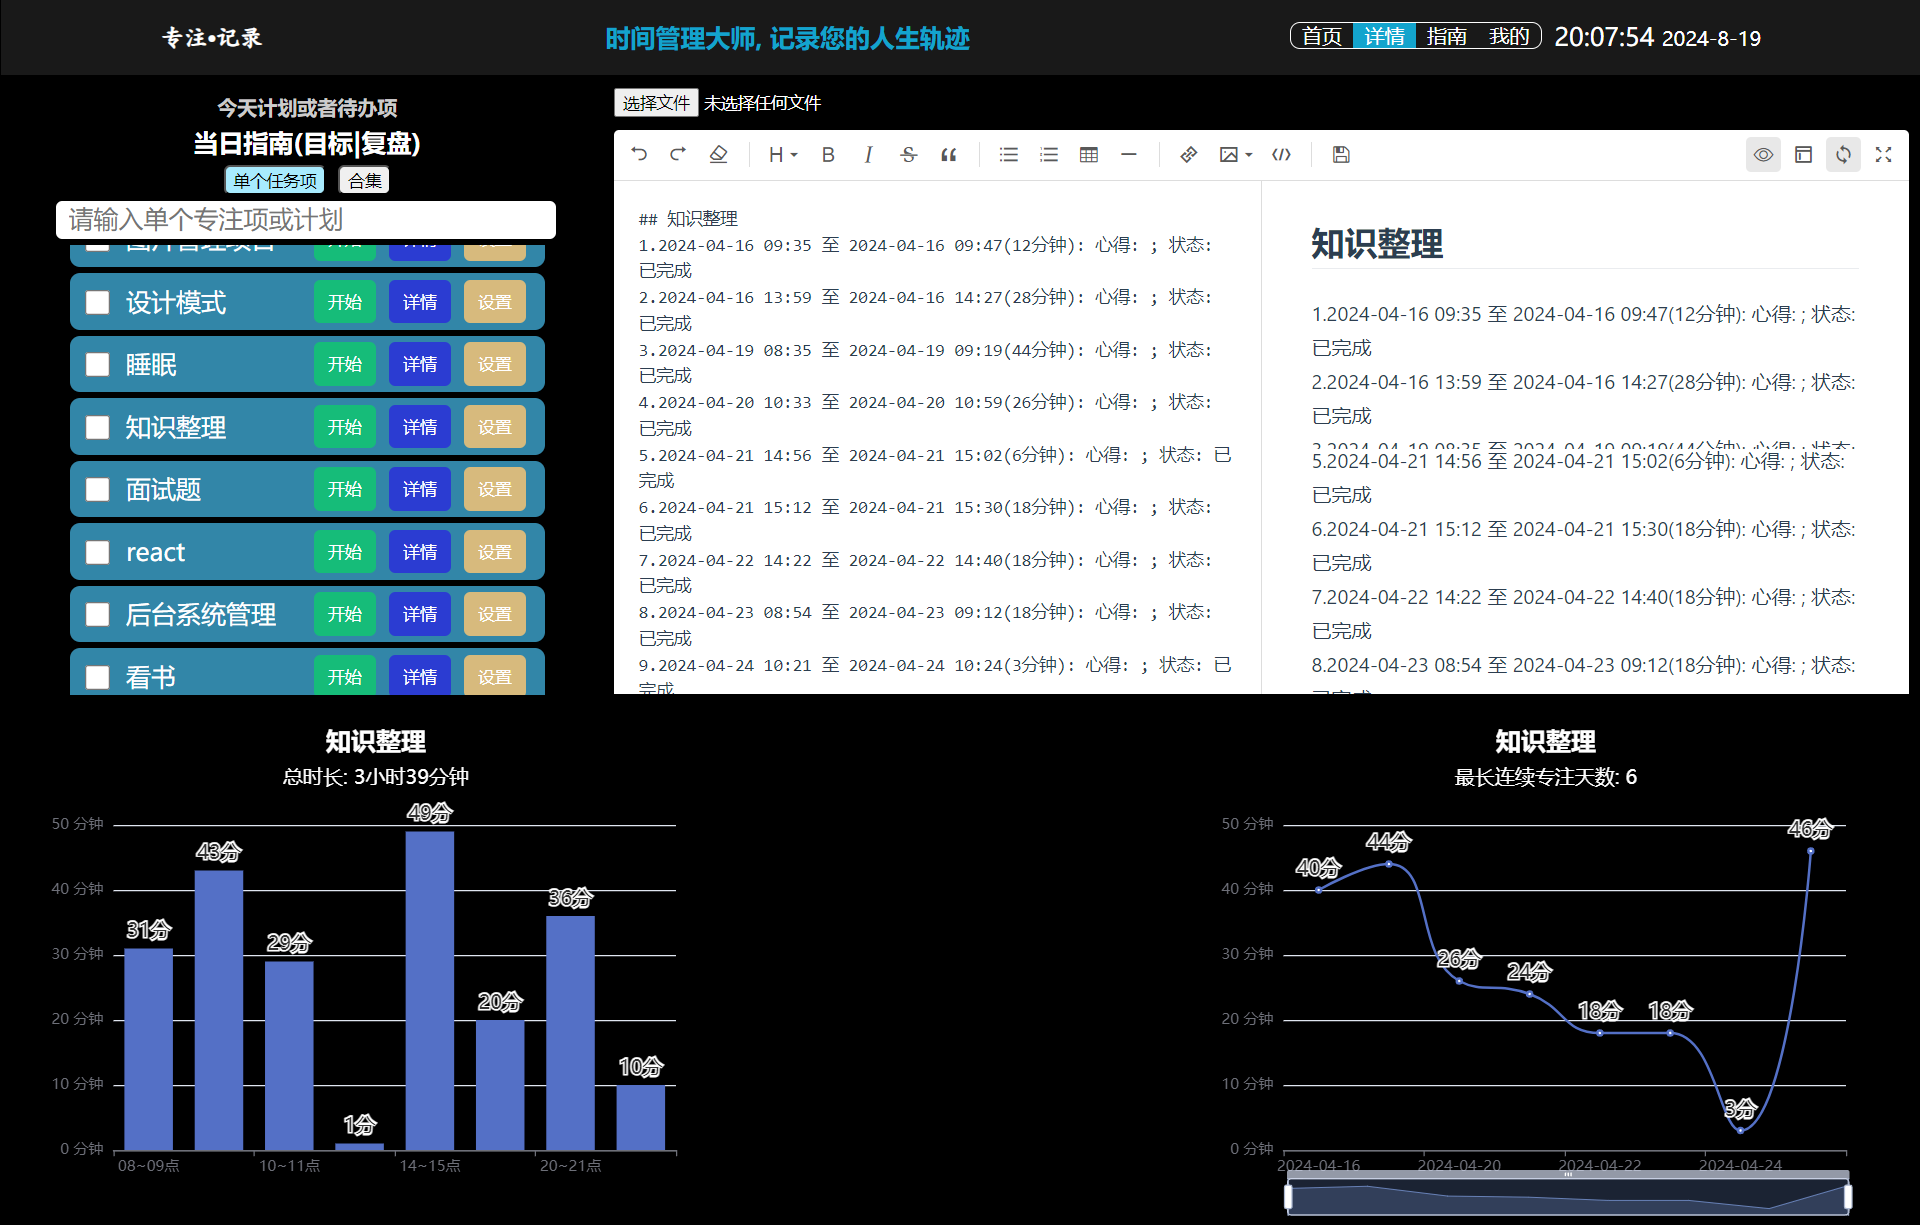 专注•记录
时间管理大师, 记录您的人生轨迹
首页 详情 指南 我的
20:07:54 2024-8-19
今天计划或者待办项
当日指南(目标|复盘)
单个任务项 合集
请输入单个专注项或计划
设计模式 开始 详情 设置
睡眠 开始 详情 设置
知识整理 开始 详情 设置
面试题 开始 详情 设置
react 开始 详情 设置
后台系统管理 开始 详情 设置
看书 开始 详情 设置
选择文件 未选择任何文件
H B I S
## 知识整理
1.2024-04-16 09:35 至 2024-04-16 09:47(12分钟): 心得: ; 状态:
已完成
2.2024-04-16 13:59 至 2024-04-16 14:27(28分钟): 心得: ; 状态:
已完成
3.2024-04-19 08:35 至 2024-04-19 09:19(44分钟): 心得: ; 状态:
已完成
4.2024-04-20 10:33 至 2024-04-20 10:59(26分钟): 心得: ; 状态:
已完成
5.2024-04-21 14:56 至 2024-04-21 15:02(6分钟): 心得: ; 状态: 已
完成
6.2024-04-21 15:12 至 2024-04-21 15:30(18分钟): 心得: ; 状态:
已完成
7.2024-04-22 14:22 至 2024-04-22 14:40(18分钟): 心得: ; 状态:
已完成
8.2024-04-23 08:54 至 2024-04-23 09:12(18分钟): 心得: ; 状态:
已完成
9.2024-04-24 10:21 至 2024-04-24 10:24(3分钟): 心得: ; 状态: 已
完成
知识整理
1.2024-04-16 09:35 至 2024-04-16 09:47(12分钟): 心得: ; 状态:
已完成
2.2024-04-16 13:59 至 2024-04-16 14:27(28分钟): 心得: ; 状态:
已完成
3.2024-04-19 08:35 至 2024-04-19 09:19(44分钟): 心得: ; 状态:
5.2024-04-21 14:56 至 2024-04-21 15:02(6分钟): 心得: ; 状态:
已完成
6.2024-04-21 15:12 至 2024-04-21 15:30(18分钟): 心得: ; 状态:
已完成
7.2024-04-22 14:22 至 2024-04-22 14:40(18分钟): 心得: ; 状态:
已完成
8.2024-04-23 08:54 至 2024-04-23 09:12(18分钟): 心得: ; 状态:
知识整理
总时长: 3小时39分钟
50 分钟
40 分钟
30 分钟
20 分钟
10 分钟
0 分钟
31分
43分
29分
1分
49分
20分
36分
10分
08~09点
10~11点
14~15点
20~21点
知识整理
最长连续专注天数: 6
50 分钟
40 分钟
30 分钟
20 分钟
10 分钟
0 分钟
40分
44分
26分
24分
18分
18分
3分
46分
2024-04-16
2024-04-20
2024-04-22
2024-04-24